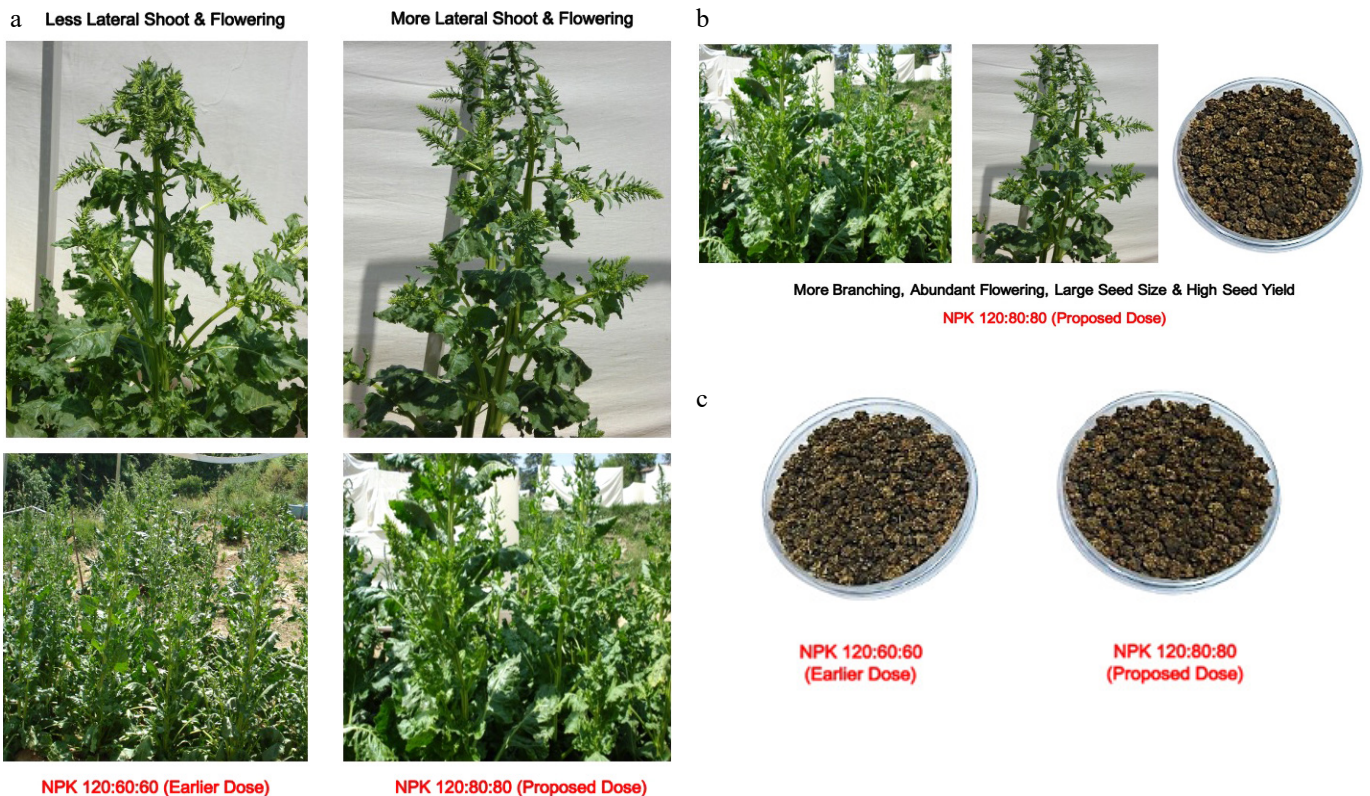 a
Less Lateral Shoot & Flowering
More Lateral Shoot & Flowering
NPK 120:60:60 (Earlier Dose)
NPK 120:80:80 (Proposed Dose)
b
More Branching, Abundant Flowering, Large Seed Size & High Seed Yield
NPK 120:80:80 (Proposed Dose)
c
NPK 120:60:60
(Earlier Dose)
NPK 120:80:80
(Proposed Dose)